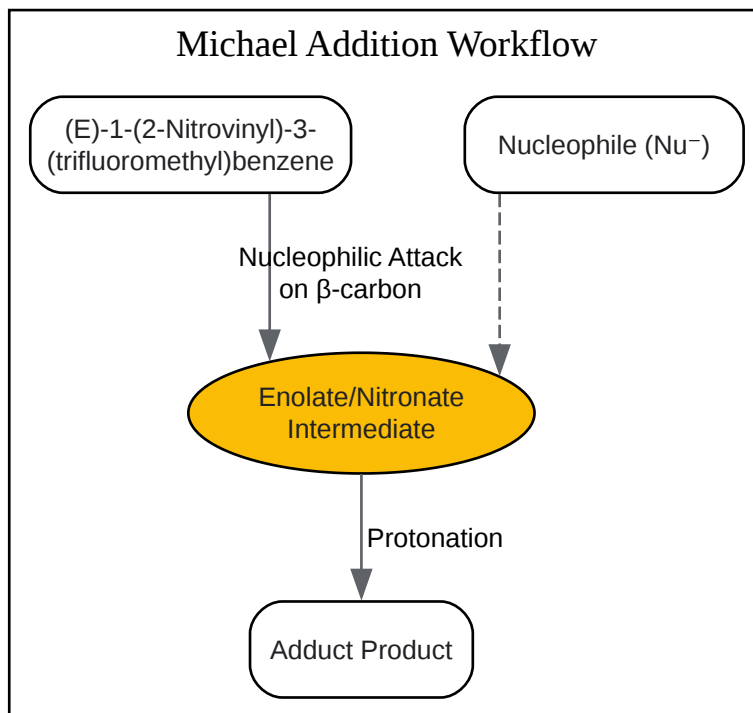 Michael Addition Workflow
(E)-1-(2-Nitrovinyl)-3-
(trifluoromethyl)benzene
Nucleophile (Nu⁻)
Nucleophilic Attack
on β-carbon
Enolate/Nitronate
Intermediate
Protonation
Adduct Product